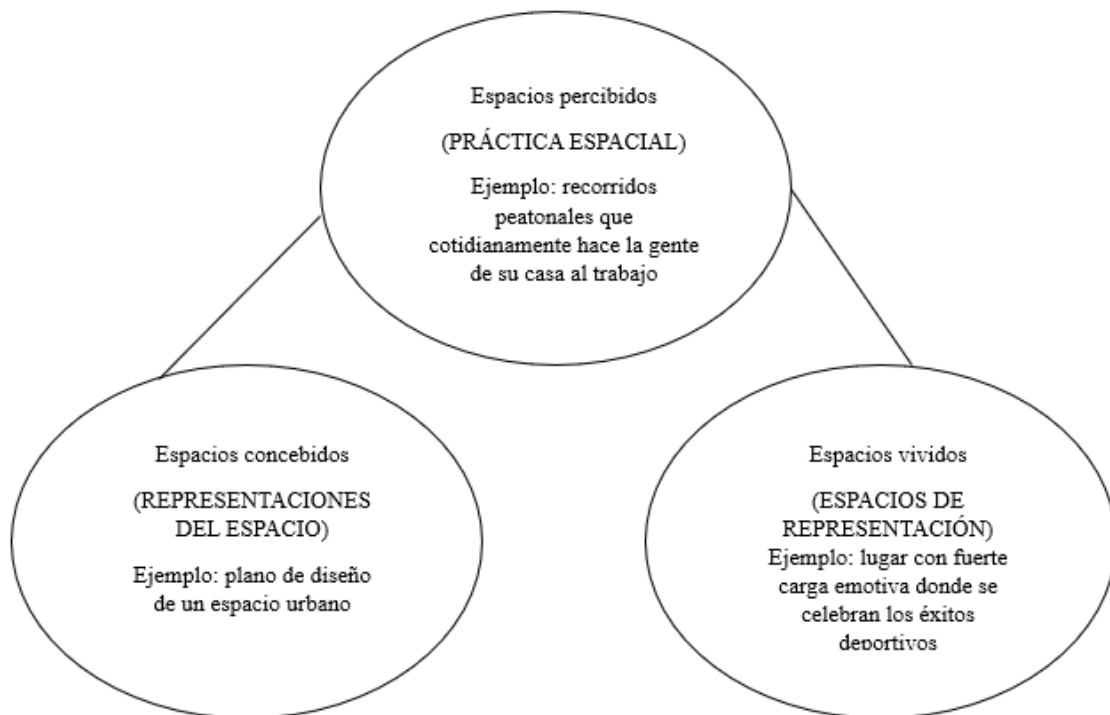 Espacios percibidos
(PRÁCTICA ESPACIAL)
Ejemplo: recorridos
peatonales que
cotidianamente hace la gente
de su casa al trabajo
Espacios concebidos
(REPRESENTACIONES
DEL ESPACIO)
Ejemplo: plano de diseño
de un espacio urbano
Espacios vividos
(ESPACIOS DE
REPRESENTACIÓN)
Ejemplo: lugar con fuerte
carga emotiva donde se
celebran los éxitos
deportivos